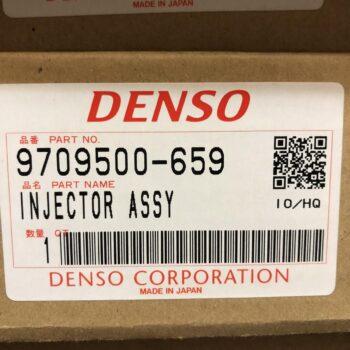 MADE IN JAPAN
DENSO
品番 PART NO.
9709500-659
品名 PART NAME
INJECTOR ASSY
10/HQ
数量
1
DENSO CORPORATION
MADE IN JAPAN